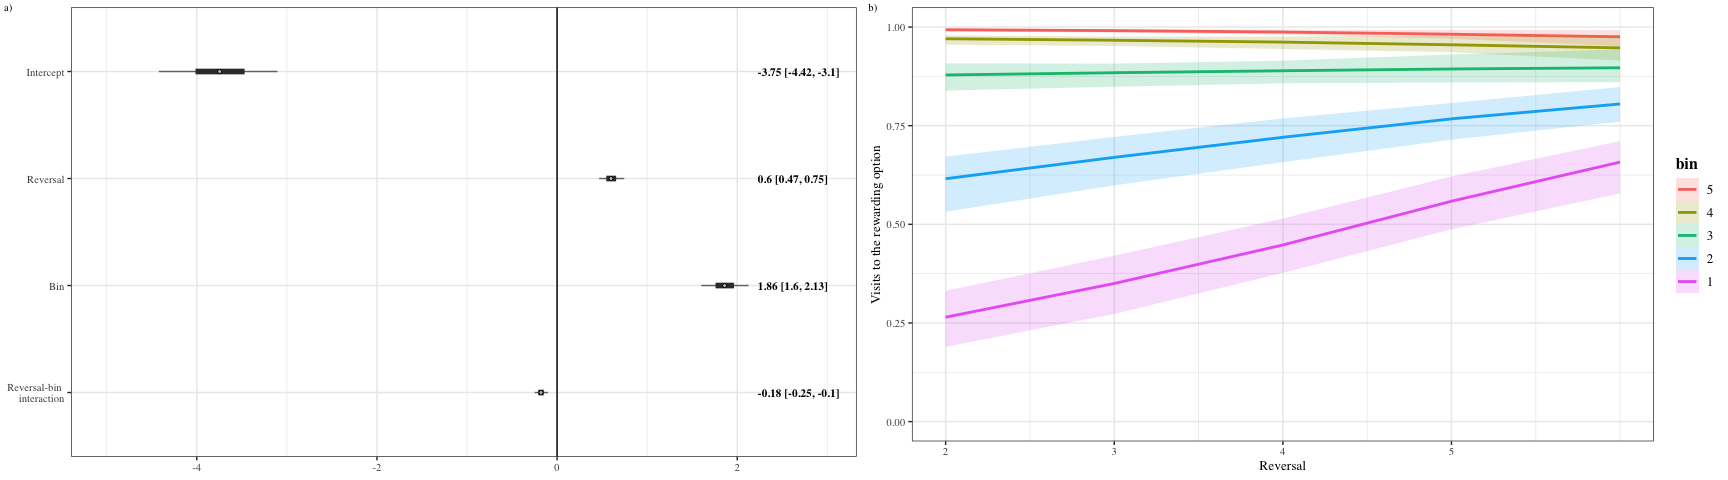 a)
Intercept
-3.75 [-4.42, -3.1]
Reversal
0.6 [0.47, 0.75]
Bin
1.86 [1.6, 2.13]
Reversal-bin
interaction
-0.18 [-0.25, -0.1]
-4
-2
0
2
b)
Visits to the rewarding option
1.00
0.75
0.50
0.25
0.00
2
3
4
5
Reversal
bin
5
4
3
2
1